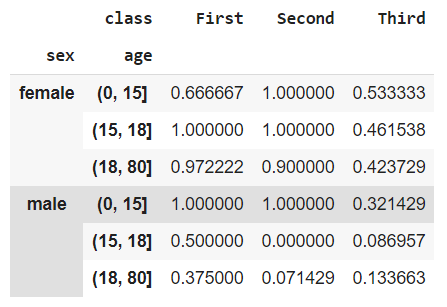 class First Second Third
sex age
female (0, 15] 0.666667 1.000000 0.533333
(15, 18] 1.000000 1.000000 0.461538
(18, 80] 0.972222 0.900000 0.423729
male (0, 15] 1.000000 1.000000 0.321429
(15, 18] 0.500000 0.000000 0.086957
(18, 80] 0.375000 0.071429 0.133663